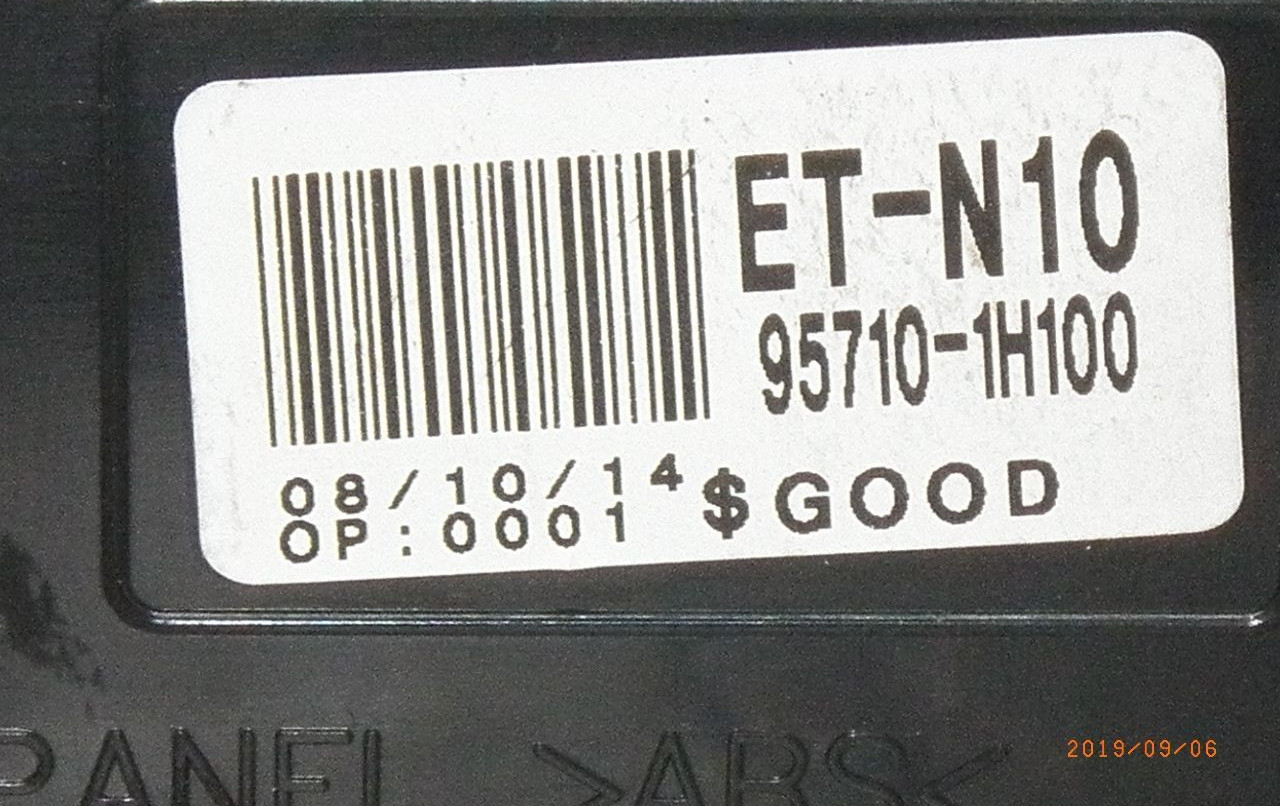 ET-N10
95710-1H100
08/10/14 $GOOD
OP:0001
PANEL >ABS<
2019/09/06